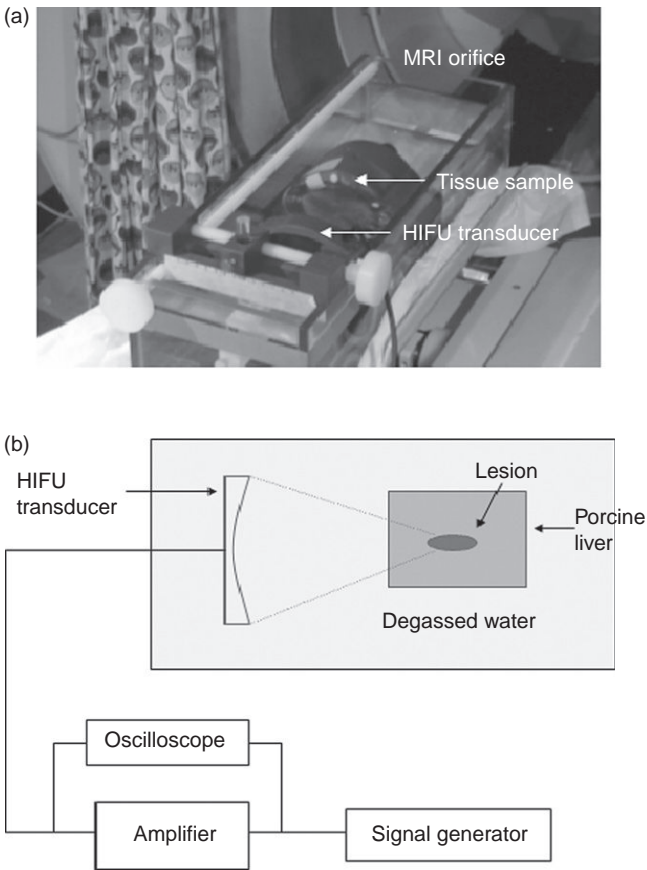 (a)
MRI orifice
Tissue sample
HIFU transducer
(b)
HIFU
transducer
Lesion
Porcine
liver
Degassed water
Oscilloscope
Amplifier
Signal generator